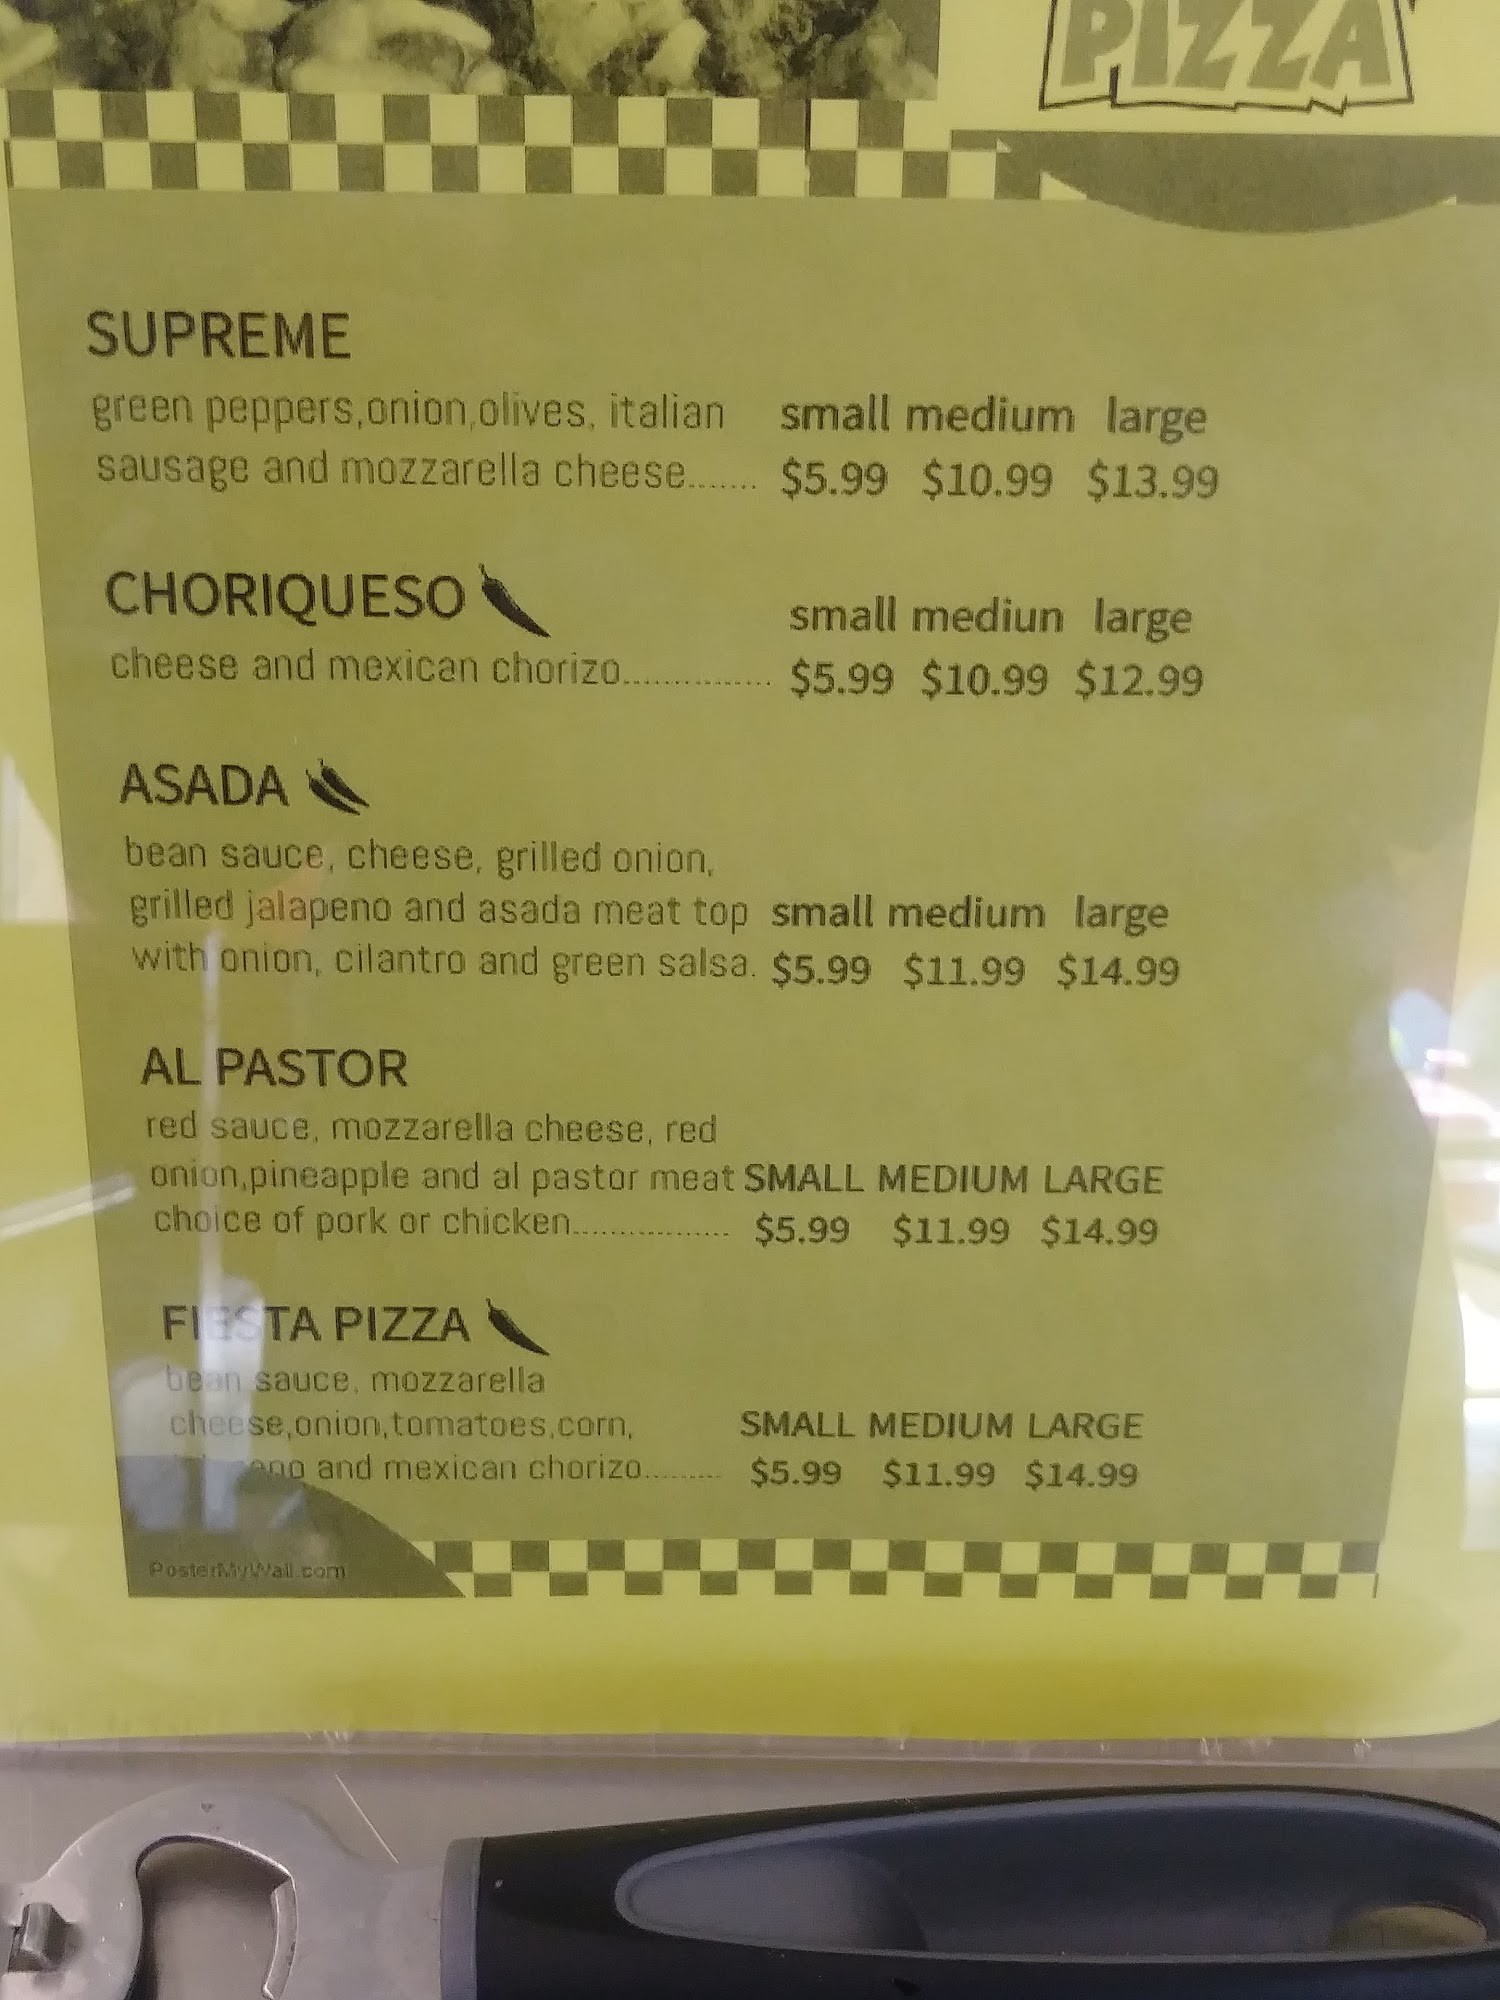 PIZZA
SUPREME
green peppers,onion,olives, italian small medium large
sausage and mozzarella cheese....... $5.99 $10.99 $13.99
CHORIQUESO
small mediun large
cheese and mexican chorizo............... $5.99 $10.99 $12.99
ASADA
bean sauce, cheese, grilled onion,
grilled jalapeno and asada meat top small medium large
with onion, cilantro and green salsa. $5.99 $11.99 $14.99
AL PASTOR
red sauce, mozzarella cheese, red
onion,pineapple and al pastor meat SMALL MEDIUM LARGE
choice of pork or chicken................. $5.99 $11.99 $14.99
FIESTA PIZZA
bean sauce, mozzarella
cheese,onion,tomatoes,corn, SMALL MEDIUM LARGE
and mexican chorizo.......... $5.99 $11.99 $14.99
PosterMyWall.com